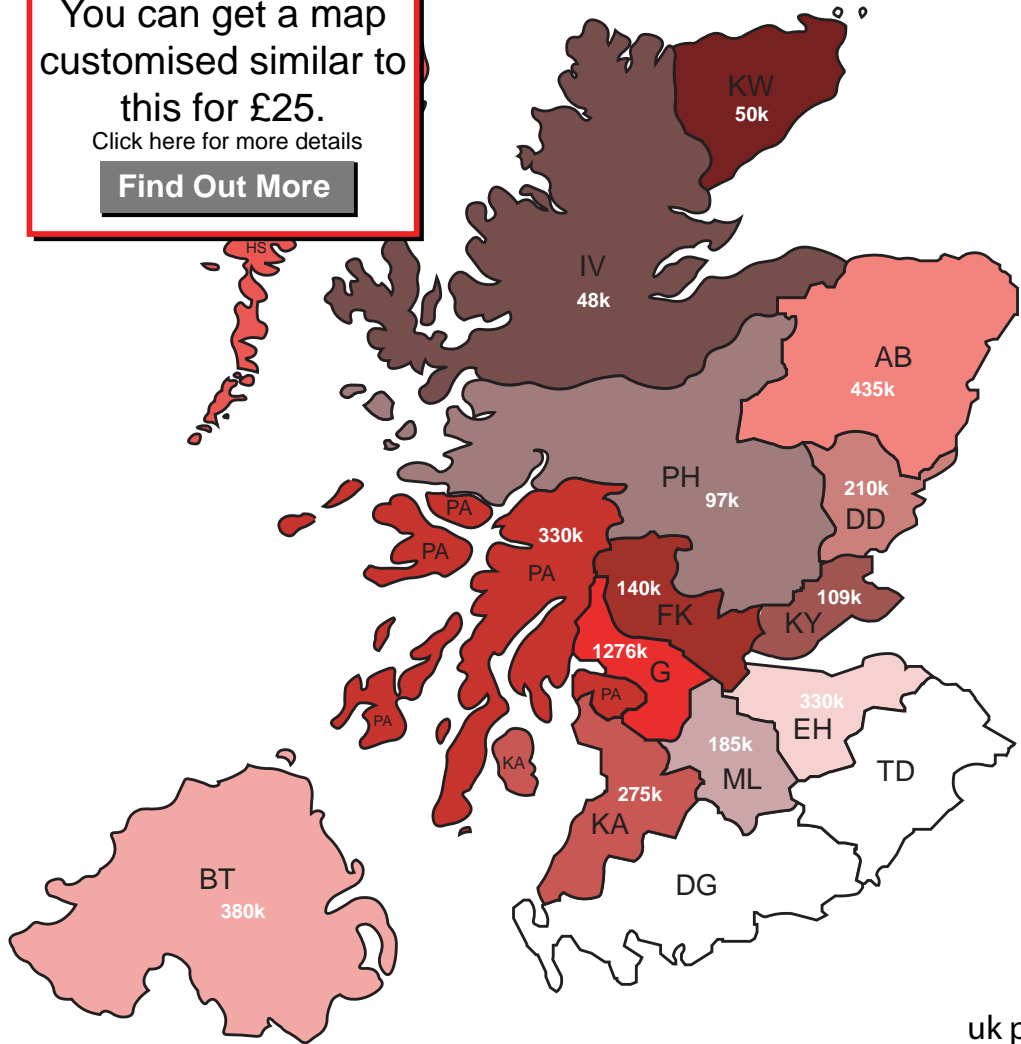 You can get a map
customised similar to
this for £25.
Click here for more details
Find Out More
KW
50k
HS
IV
48k
AB
435k
PH
97k
210k
DD
PA
330k
PA
PA
140k
FK
109k
KY
1276k
G
PA
PA
330k
EH
185k
ML
TD
KA
275k
KA
DG
BT
380k
uk p